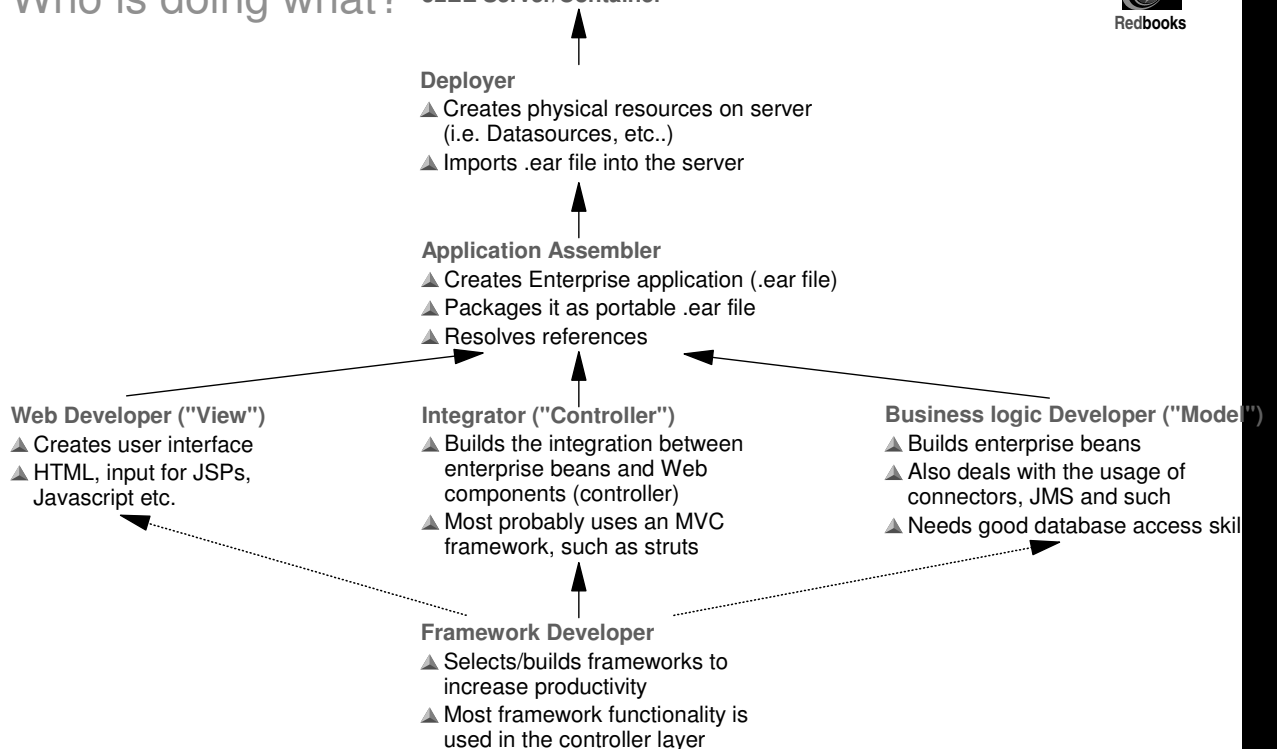 Who is doing what?
J2EE Server/Container
Redbooks
Deployer
Creates physical resources on server
(i.e. Datasources, etc..)
Imports .ear file into the server
Application Assembler
Creates Enterprise application (.ear file)
Packages it as portable .ear file
Resolves references
Web Developer ("View")
Creates user interface
HTML, input for JSPs,
Javascript etc.
Integrator ("Controller")
Builds the integration between
enterprise beans and Web
components (controller)
Most probably uses an MVC
framework, such as struts
Business logic Developer ("Model")
Builds enterprise beans
Also deals with the usage of
connectors, JMS and such
Needs good database access skil
Framework Developer
Selects/builds frameworks to
increase productivity
Most framework functionality is
used in the controller layer